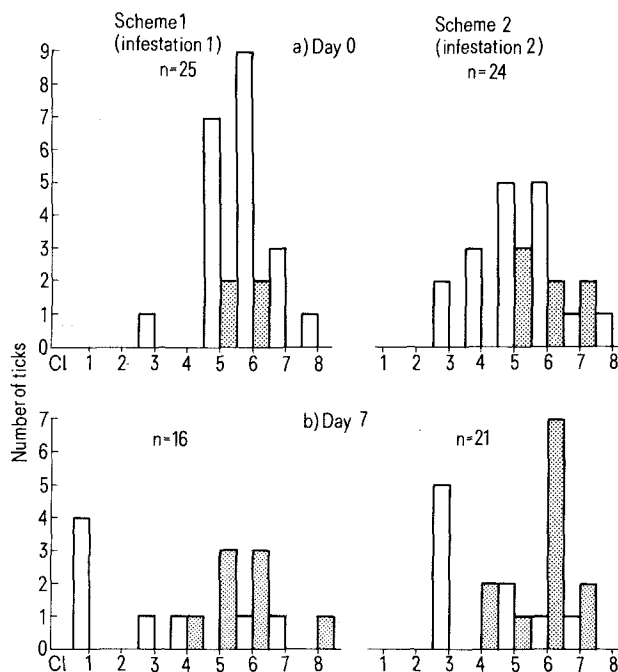 Scheme 1
(infestation 1)
n=25
a) Day 0
Scheme 2
(infestation 2)
n=24
9
8
7
6
5
4
3
2
1
0
Cl 1 2 3 4 5 6 7 8
1 2 3 4 5 6 7 8
Number of ticks
b) Day 7
n=16
n=21
7
6
5
4
3
2
1
0
Cl 1 2 3 4 5 6 7 8
1 2 3 4 5 6 7 8